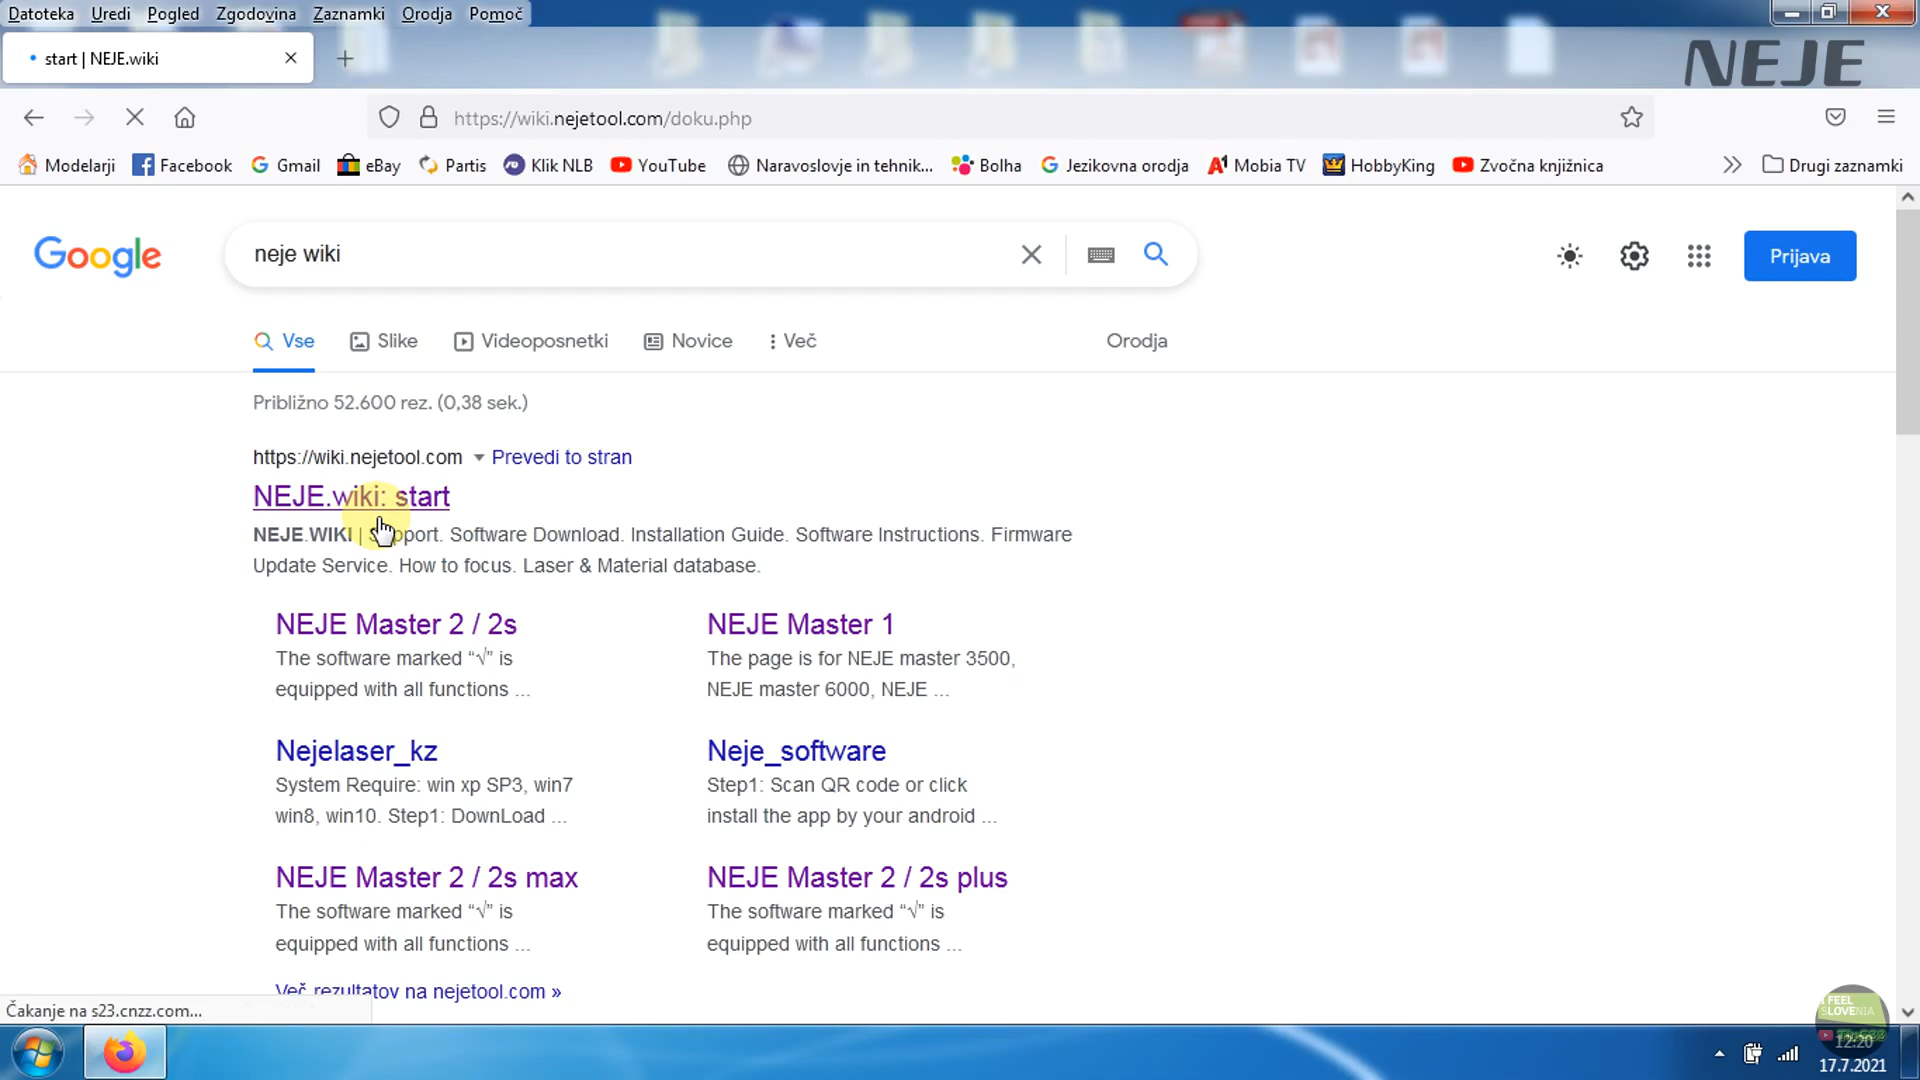 Datoteka Uredi Pogled Zgodovina Zaznamki Orodja Pomoč
start | NEJE.wiki
NEJE
https://wiki.nejetool.com/doku.php
Modelarji Facebook Gmail eBay Partis Klik NLB YouTube Naravoslovje in tehnik... Bolha Jezikovna orodja Mobia TV HobbyKing Zvočna knjižnica Drugi zaznamki
Google
neje wiki
Prijava
Vse Slike Videoposnetki Novice Več Orodja
Približno 52.600 rez. (0,38 sek.)
https://wiki.nejetool.com Prevedi to stran
NEJE.wiki: start
NEJE.WIKI | Support. Software Download. Installation Guide. Software Instructions. Firmware
Update Service. How to focus. Laser & Material database.
NEJE Master 2 / 2s
The software marked “√” is
equipped with all functions ...
NEJE Master 1
The page is for NEJE master 3500,
NEJE master 6000, NEJE ...
Nejelaser_kz
System Require: win xp SP3, win7
win8, win10. Step1: DownLoad ...
Neje_software
Step1: Scan QR code or click
install the app by your android ...
NEJE Master 2 / 2s max
The software marked “√” is
equipped with all functions ...
NEJE Master 2 / 2s plus
The software marked “√” is
equipped with all functions ...
Več rezultatov na nejetool.com »
Čakanje na s23.cnzz.com...
I FEEL
SLOVENIA
12:20
17.7.2021